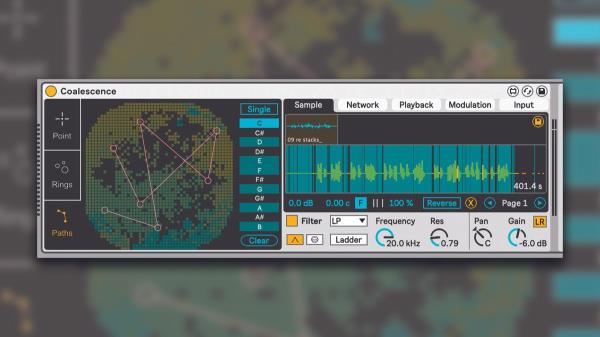 Coalescence
Point
Rings
Paths
Single
C
C#
D
D#
E
F
F#
G
G#
A
A#
B
Clear
Sample Network Playback Modulation Input
09 re stacks_
401.4 s
0.0 dB 0.00 c F 100 % Reverse X Page 1
Filter LP Frequency Res Pan Gain LR
Ladder 20.0 kHz 0.79 C -6.0 dB